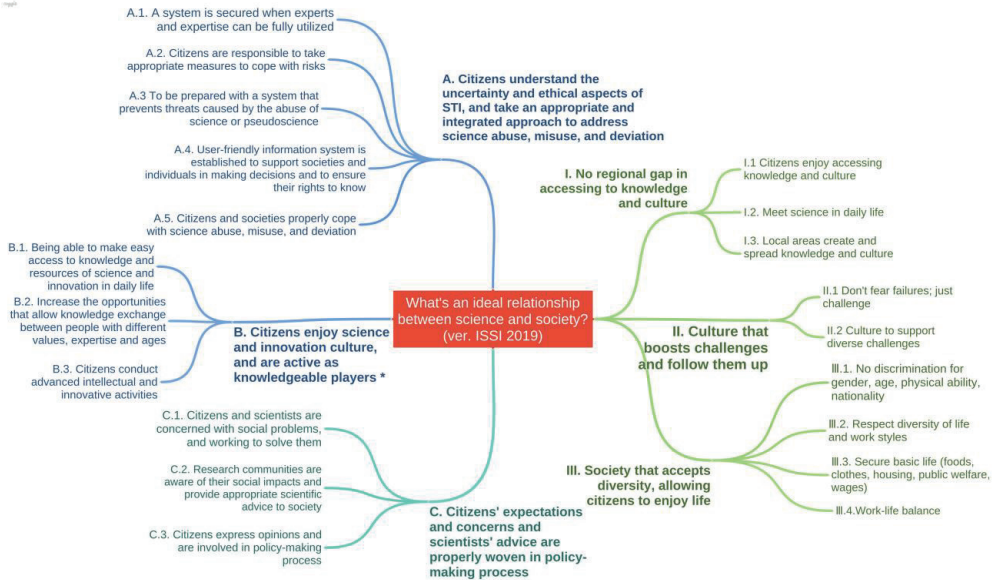 A.1. A system is secured when experts
and expertise can be fully utilized
A.2. Citizens are responsible to take
appropriate measures to cope with risks
A.3 To be prepared with a system that
prevents threats caused by the abuse of
science or pseudoscience
A.4. User-friendly information system is
established to support societies and
individuals in making decisions and to ensure
their rights to know
A.5. Citizens and societies properly cope
with science abuse, misuse, and deviation
A. Citizens understand the
uncertainty and ethical aspects of
STI, and take an appropriate and
integrated approach to address
science abuse, misuse, and deviation
B.1. Being able to make easy
access to knowledge and
resources of science and
innovation in daily life
B.2. Increase the opportunities
that allow knowledge exchange
between people with different
values, expertise and ages
B.3. Citizens conduct
advanced intellectual and
innovative activities
B. Citizens enjoy science
and innovation culture,
and are active as
knowledgeable players *
C.1. Citizens and scientists are
concerned with social problems,
and working to solve them
C.2. Research communities are
aware of their social impacts and
provide appropriate scientific
advice to society
C.3. Citizens express opinions and
are involved in policy-making
process
C. Citizens' expectations
and concerns and
scientists' advice are
properly woven in policy-
making process
What's an ideal relationship
between science and society?
(ver. ISSI 2019)
I. No regional gap in
accessing to knowledge
and culture
I.1 Citizens enjoy accessing
knowledge and culture
I.2. Meet science in daily life
I.3. Local areas create and
spread knowledge and culture
II. Culture that
boosts challenges
and follow them up
II.1 Don't fear failures; just
challenge
II.2 Culture to support
diverse challenges
III. Society that accepts
diversity, allowing
citizens to enjoy life
Ⅲ.1. No discrimination for
gender, age, physical ability,
nationality
Ⅲ.2. Respect diversity of life
and work styles
Ⅲ.3. Secure basic life (foods,
clothes, housing, public welfare,
wages)
Ⅲ.4.Work-life balance